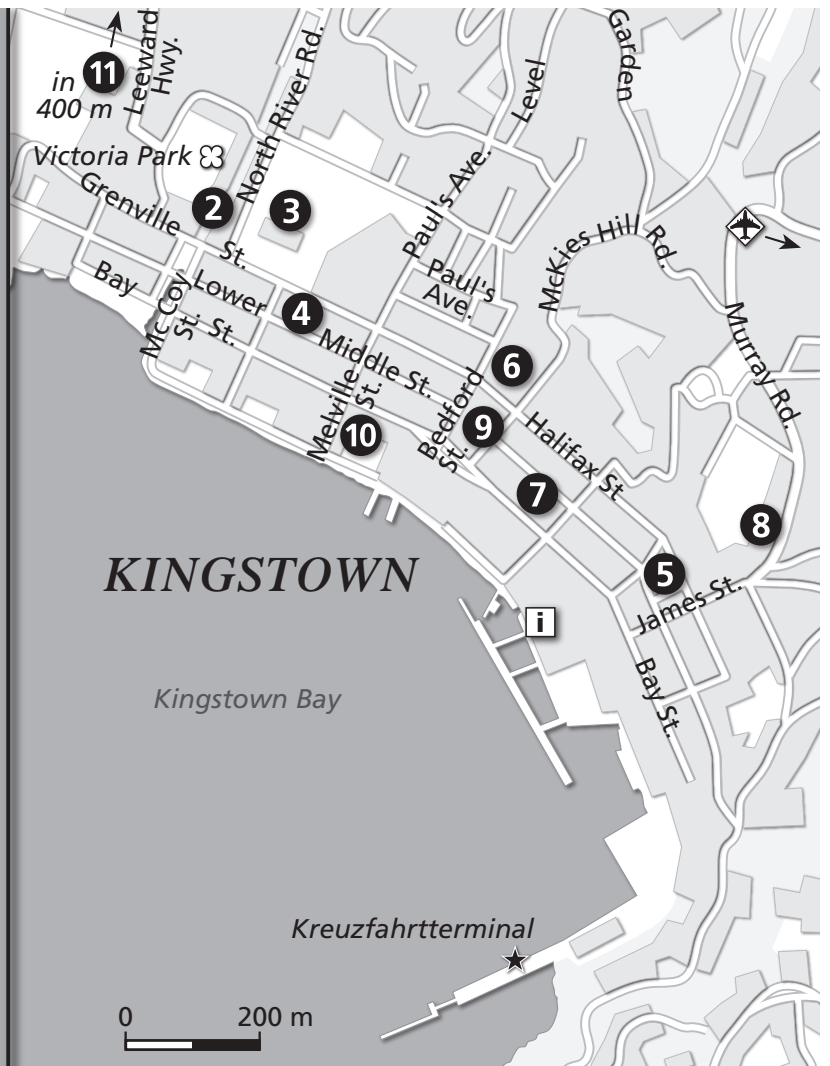 11
in
400 m
Leeward
Hwy.
North River Rd.
Level
Garden
Victoria Park
Grenville
St.
2
3
Paul's Ave.
Paul's
Ave.
McKies Hill Rd.
Bay
St.
Mc Coy
St.
Lower
Middle St.
4
Murray Rd.
6
Melville
St.
10
Bedford
St.
9
Halifax St
7
8
5
James St.
KINGSTOWN
i
Kingstown Bay
Bay St.
Kreuzfahrtterminal
0
200 m